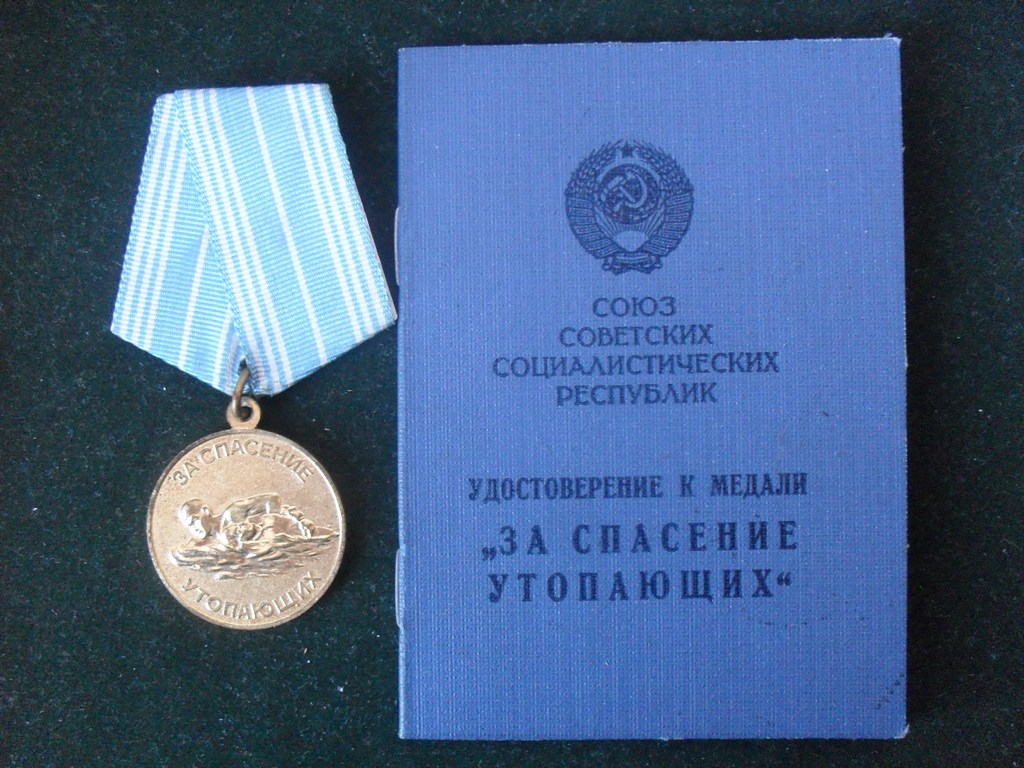 ЗА СПАСЕНИЕ
УТОПАЮЩИХ
СОЮЗ
СОВЕТСКИХ
СОЦИАЛИСТИЧЕСКИХ
РЕСПУБЛИК
УДОСТОВЕРЕНИЕ К МЕДАЛИ
„ЗА СПАСЕНИЕ
УТОПАЮЩИХ“